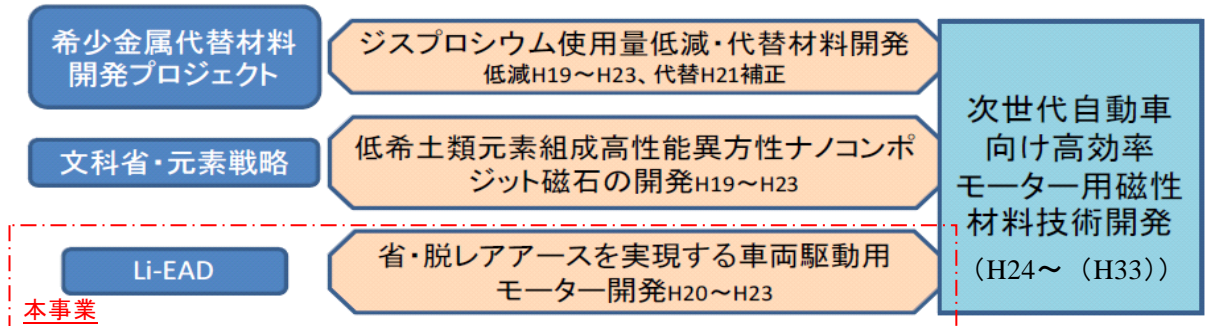 希少金属代替材料
開発プロジェクト
ジスプロシウム使用量低減・代替材料開発
低減H19～H23、代替H21補正
文科省・元素戦略
低希土類元素組成高性能異方性ナノコンポ
ジット磁石の開発H19～H23
Li-EAD
省・脱レアアースを実現する車両駆動用
モーター開発H20～H23
本事業
次世代自動車
向け高効率
モーター用磁性
材料技術開発
（H24～（H33））